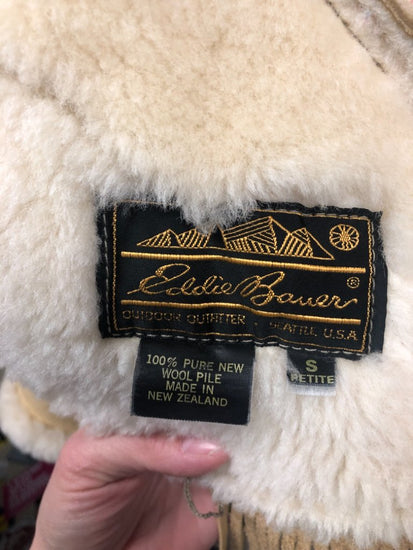 Eddie Bauer ®
OUTDOOR OUTFITTER · SEATTLE, U.S.A.
100% PURE NEW
WOOL PILE
MADE IN
NEW ZEALAND
S
PETITE